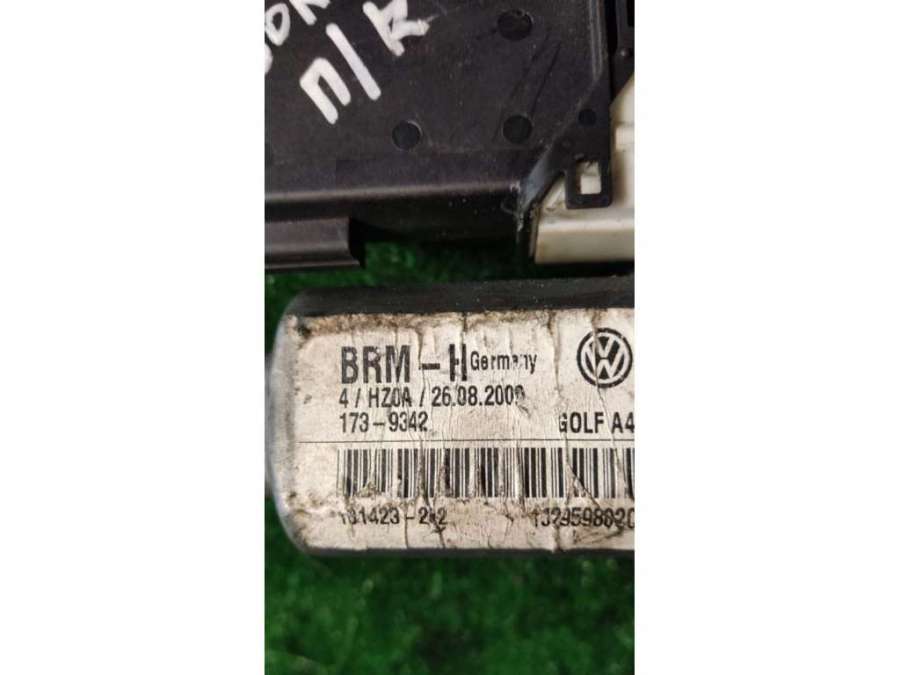 П/К
BRM - H Germany
4 / HZ0A / 26.08.2000
173-9342
GOLF A4